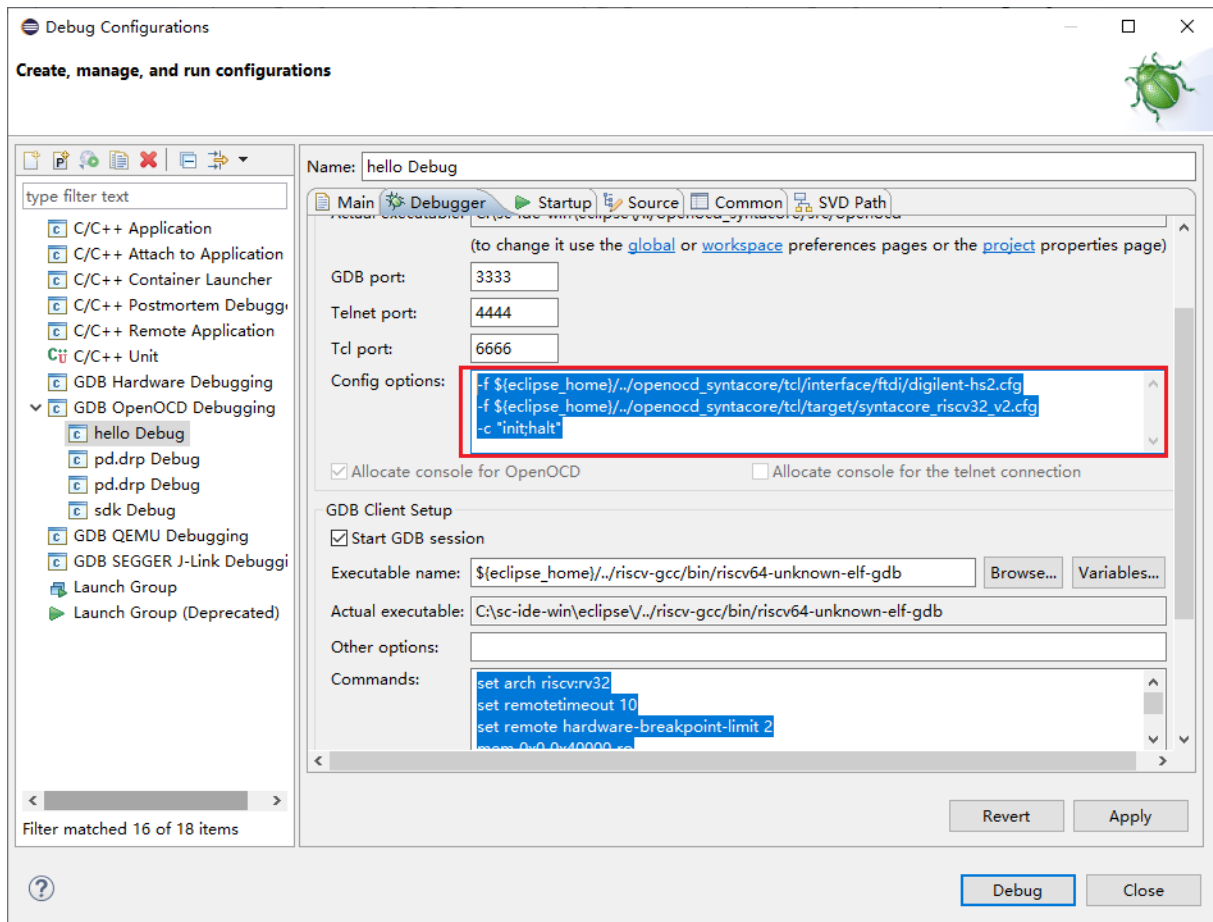 Debug Configurations
Create, manage, and run configurations
type filter text
C/C++ Application
C/C++ Attach to Application
C/C++ Container Launcher
C/C++ Postmortem Debugg
C/C++ Remote Application
C/C++ Unit
GDB Hardware Debugging
GDB OpenOCD Debugging
hello Debug
pd.drp Debug
pd.drp Debug
sdk Debug
GDB QEMU Debugging
GDB SEGGER J-Link Debuggi
Launch Group
Launch Group (Deprecated)
Filter matched 16 of 18 items
Name: hello Debug
Main Debugger Startup Source Common SVD Path
Actual executable:
(to change it use the global or workspace preferences pages or the project properties page)
GDB port: 3333
Telnet port: 4444
Tcl port: 6666
Config options: -f ${eclipse_home}/../openocd_syntacore/tcl/interface/ftdi/digilent-hs2.cfg
-f ${eclipse_home}/../openocd_syntacore/tcl/target/syntacore_riscv32_v2.cfg
-c "init;halt"
Allocate console for OpenOCD Allocate console for the telnet connection
GDB Client Setup
Start GDB session
Executable name: ${eclipse_home}/../riscv-gcc/bin/riscv64-unknown-elf-gdb Browse... Variables...
Actual executable: C:\sc-ide-win\eclipse\/../riscv-gcc/bin/riscv64-unknown-elf-gdb
Other options:
Commands: set arch riscv:rv32
set remotetimeout 10
set remote hardware-breakpoint-limit 2
mem 0x0 0x40000 ro
Revert Apply
Debug Close